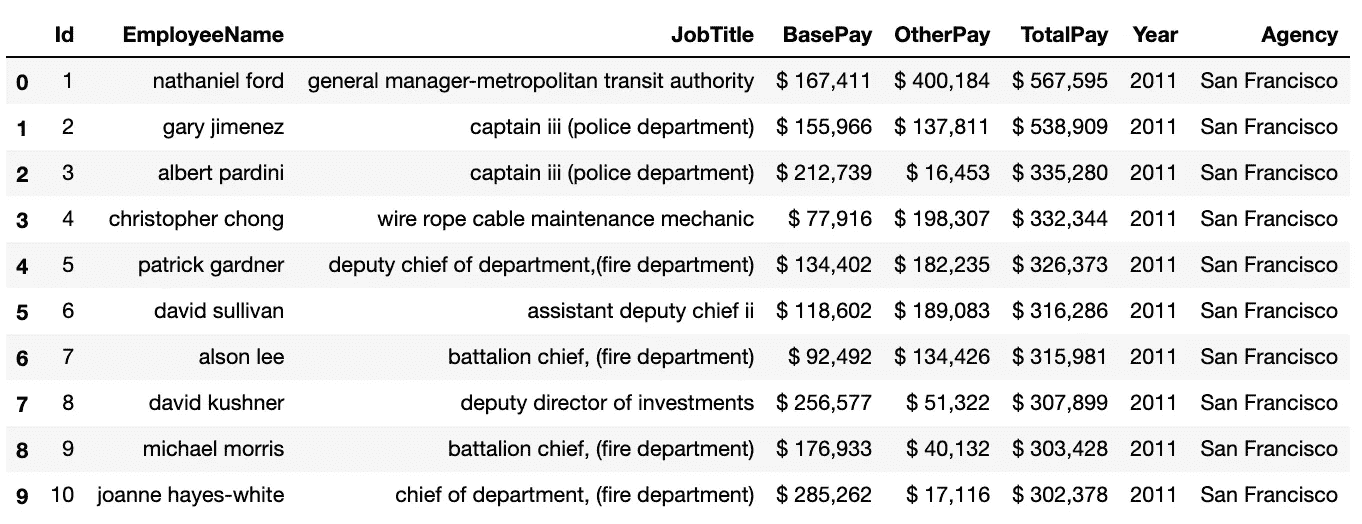 Id EmployeeName JobTitle BasePay OtherPay TotalPay Year Agency
0 1 nathaniel ford general manager-metropolitan transit authority $ 167,411 $ 400,184 $ 567,595 2011 San Francisco
1 2 gary jimenez captain iii (police department) $ 155,966 $ 137,811 $ 538,909 2011 San Francisco
2 3 albert pardini captain iii (police department) $ 212,739 $ 16,453 $ 335,280 2011 San Francisco
3 4 christopher chong wire rope cable maintenance mechanic $ 77,916 $ 198,307 $ 332,344 2011 San Francisco
4 5 patrick gardner deputy chief of department,(fire department) $ 134,402 $ 182,235 $ 326,373 2011 San Francisco
5 6 david sullivan assistant deputy chief ii $ 118,602 $ 189,083 $ 316,286 2011 San Francisco
6 7 alson lee battalion chief, (fire department) $ 92,492 $ 134,426 $ 315,981 2011 San Francisco
7 8 david kushner deputy director of investments $ 256,577 $ 51,322 $ 307,899 2011 San Francisco
8 9 michael morris battalion chief, (fire department) $ 176,933 $ 40,132 $ 303,428 2011 San Francisco
9 10 joanne hayes-white chief of department, (fire department) $ 285,262 $ 17,116 $ 302,378 2011 San Francisco